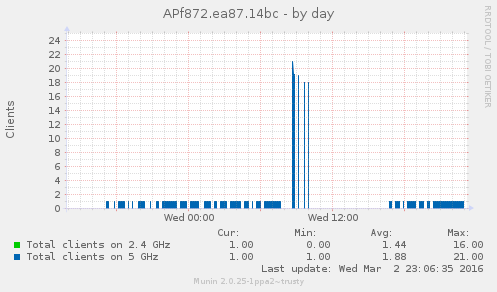 APf872.ea87.14bc - by day
RRDTOOL / TOBI OETIKER
Clients
24
22
20
18
16
14
12
10
8
6
4
2
0
Wed 00:00 Wed 12:00
Cur: Min: Avg: Max:
Total clients on 2.4 GHz 1.00 0.00 1.44 16.00
Total clients on 5 GHz 1.00 1.00 1.88 21.00
Last update: Wed Mar 2 23:06:35 2016
Munin 2.0.25-1ppa2~trusty